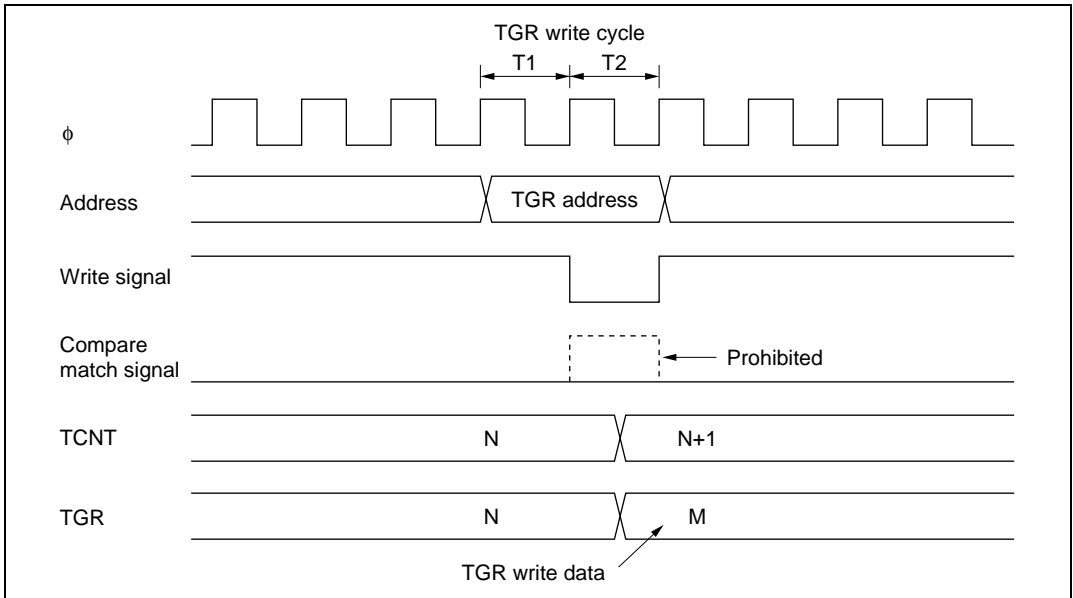 TGR write cycle
T1 T2
ϕ
Address
TGR address
Write signal
Compare
match signal
Prohibited
TCNT
N
N+1
TGR
N
M
TGR write data